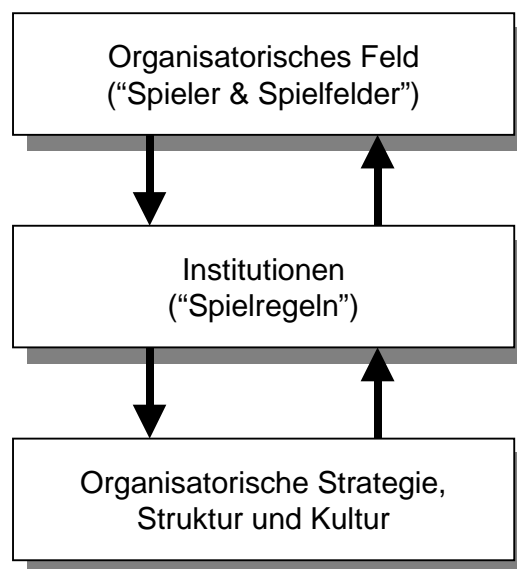 Organisatorisches Feld
(“Spieler & Spielfelder”)
Institutionen
(“Spielregeln”)
Organisatorische Strategie,
Struktur und Kultur